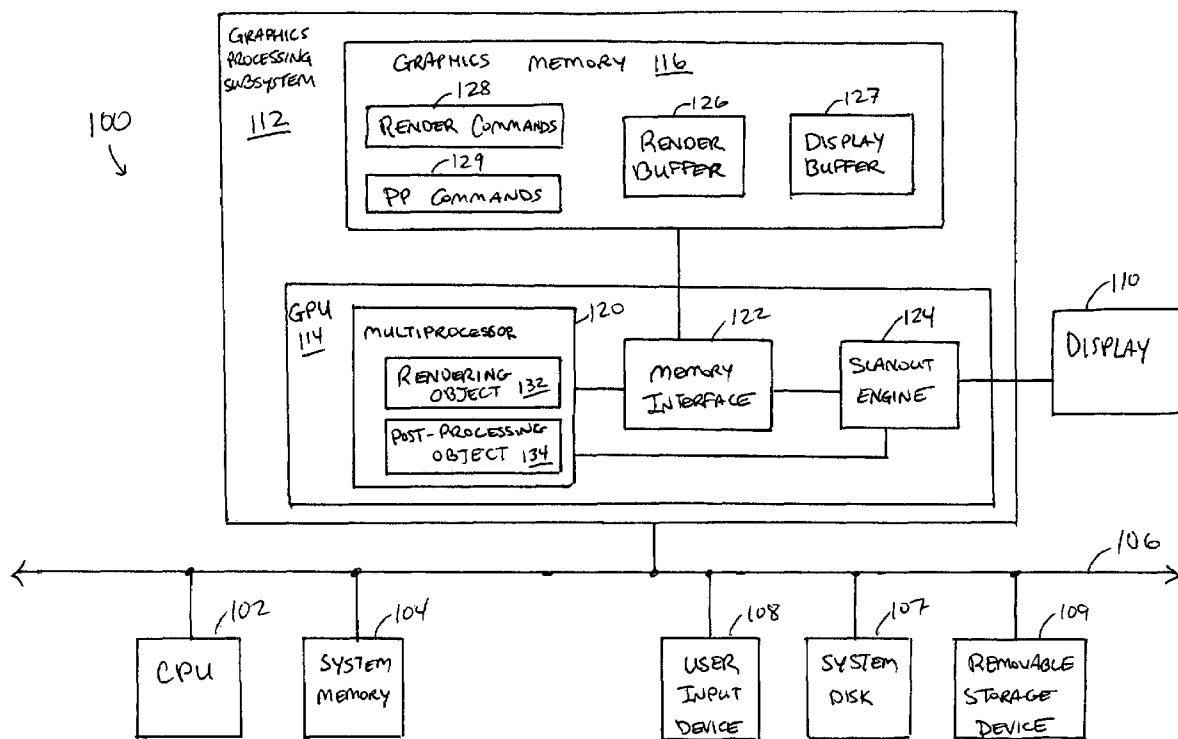 GRAPHICS
PROCESSING
SUBSYSTEM
112
100
GRAPHICS MEMORY 116
128
RENDER COMMANDS
129
PP COMMANDS
126
RENDER
BUFFER
127
DISPLAY
BUFFER
GPU
114
120
MULTIPROCESSOR
RENDERING
OBJECT 132
POST-PROCESSING
OBJECT 134
122
MEMORY
INTERFACE
124
SCANOUT
ENGINE
110
DISPLAY
106
102
CPU
104
SYSTEM
MEMORY
108
USER
INPUT
DEVICE
107
SYSTEM
DISK
109
REMOVABLE
STORAGE
DEVICE